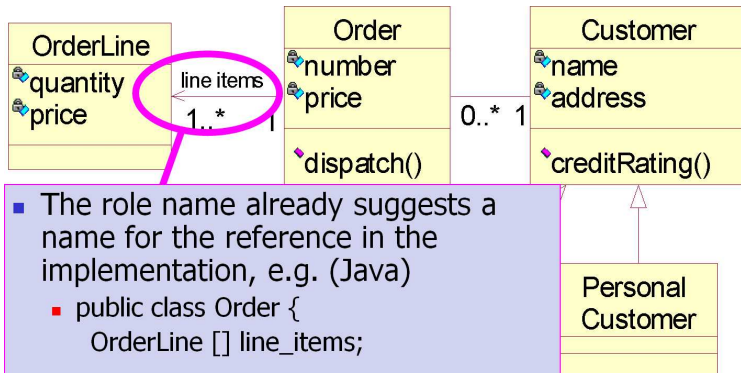 OrderLine
quantity
price
line items
1..* 1
Order
number
price
dispatch()
0..* 1
Customer
name
address
creditRating()
The role name already suggests a
name for the reference in the
implementation, e.g. (Java)
public class Order {
OrderLine [] line_items;
Personal
Customer